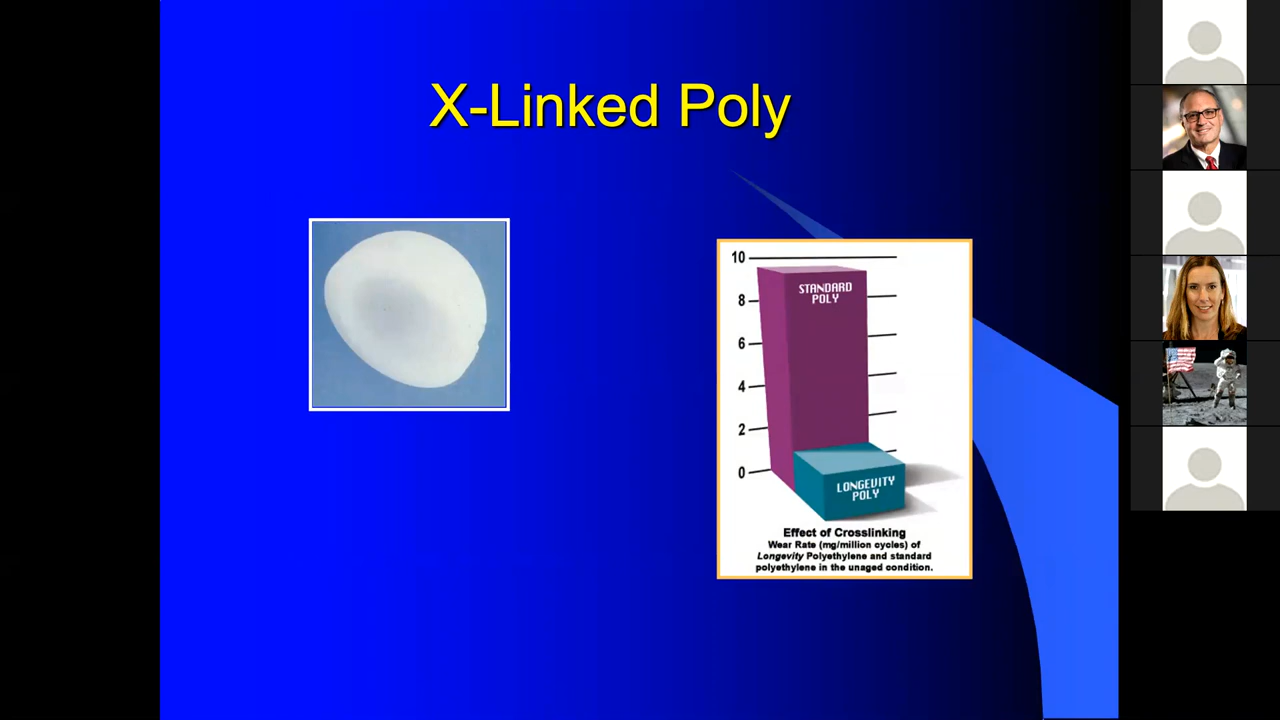 X-Linked Poly
10
8
6
4
2
0
STANDARD
POLY
LONGEVITY
POLY
Effect of Crosslinking
Wear Rate (mg/million cycles) of
Longevity Polyethylene and standard
polyethylene in the unaged condition.